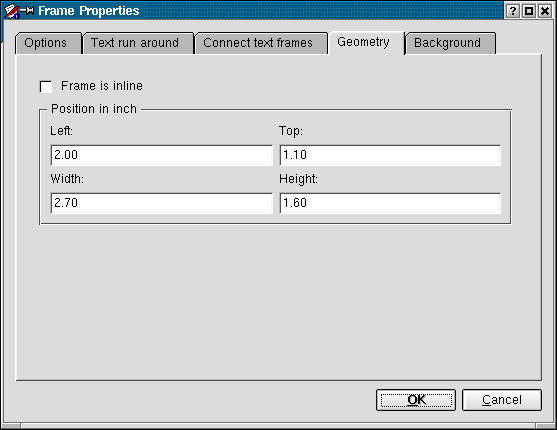 Frame Properties
Options Text run around Connect text frames Geometry Background
Frame is inline
Position in inch
Left: Top:
2.00 1.10
Width: Height:
2.70 1.60
OK Cancel